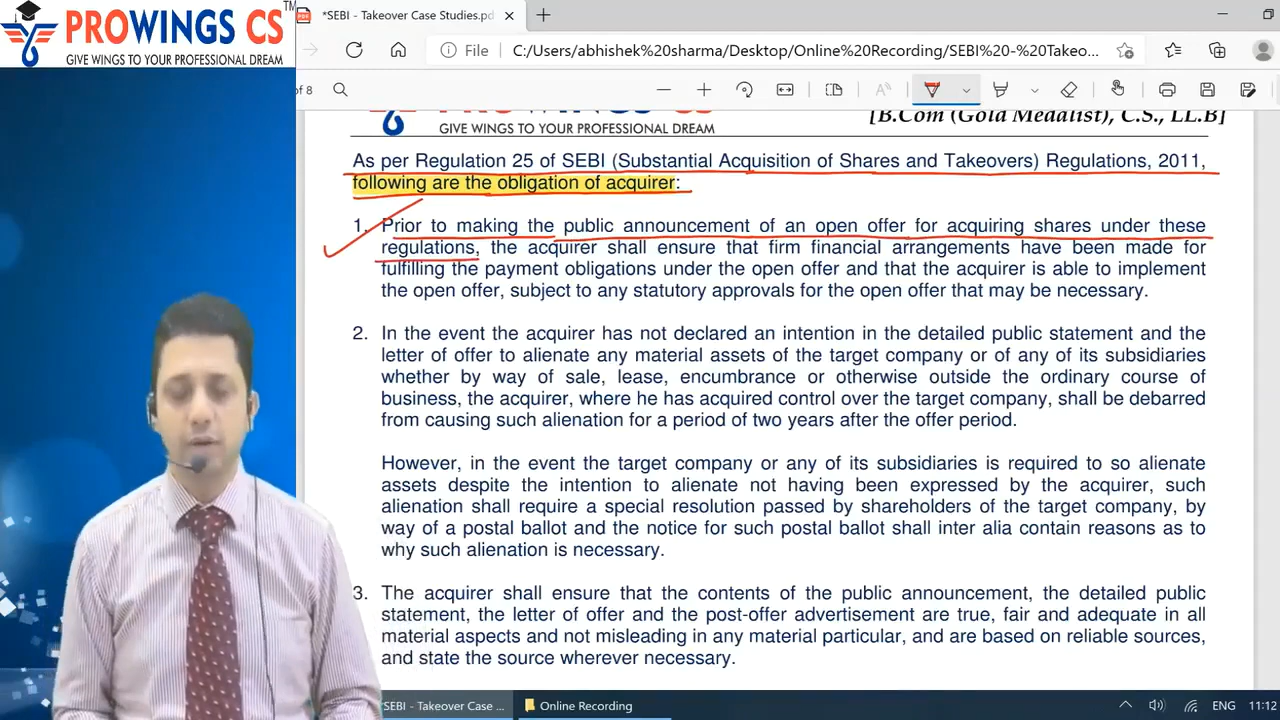 PROWINGS CS
TM
GIVE WINGS TO YOUR PROFESSIONAL DREAM
*SEBI - Takeover Case Studies.pd
File
C:/Users/abhishek%20sharma/Desktop/Online%20Recording/SEBI%20-%20Takeo...
of 8
GIVE WINGS TO YOUR PROFESSIONAL DREAM
[B.Com (Gold Medalist), C.S., LL.B]
As per Regulation 25 of SEBI (Substantial Acquisition of Shares and Takeovers) Regulations, 2011,
following are the obligation of acquirer:
1. Prior to making the public announcement of an open offer for acquiring shares under these
regulations, the acquirer shall ensure that firm financial arrangements have been made for
fulfilling the payment obligations under the open offer and that the acquirer is able to implement
the open offer, subject to any statutory approvals for the open offer that may be necessary.
2. In the event the acquirer has not declared an intention in the detailed public statement and the
letter of offer to alienate any material assets of the target company or of any of its subsidiaries
whether by way of sale, lease, encumbrance or otherwise outside the ordinary course of
business, the acquirer, where he has acquired control over the target company, shall be debarred
from causing such alienation for a period of two years after the offer period.
However, in the event the target company or any of its subsidiaries is required to so alienate
assets despite the intention to alienate not having been expressed by the acquirer, such
alienation shall require a special resolution passed by shareholders of the target company, by
way of a postal ballot and the notice for such postal ballot shall inter alia contain reasons as to
why such alienation is necessary.
3. The acquirer shall ensure that the contents of the public announcement, the detailed public
statement, the letter of offer and the post-offer advertisement are true, fair and adequate in all
material aspects and not misleading in any material particular, and are based on reliable sources,
and state the source wherever necessary.
*SEBI - Takeover Case ...
Online Recording
ENG
11:12